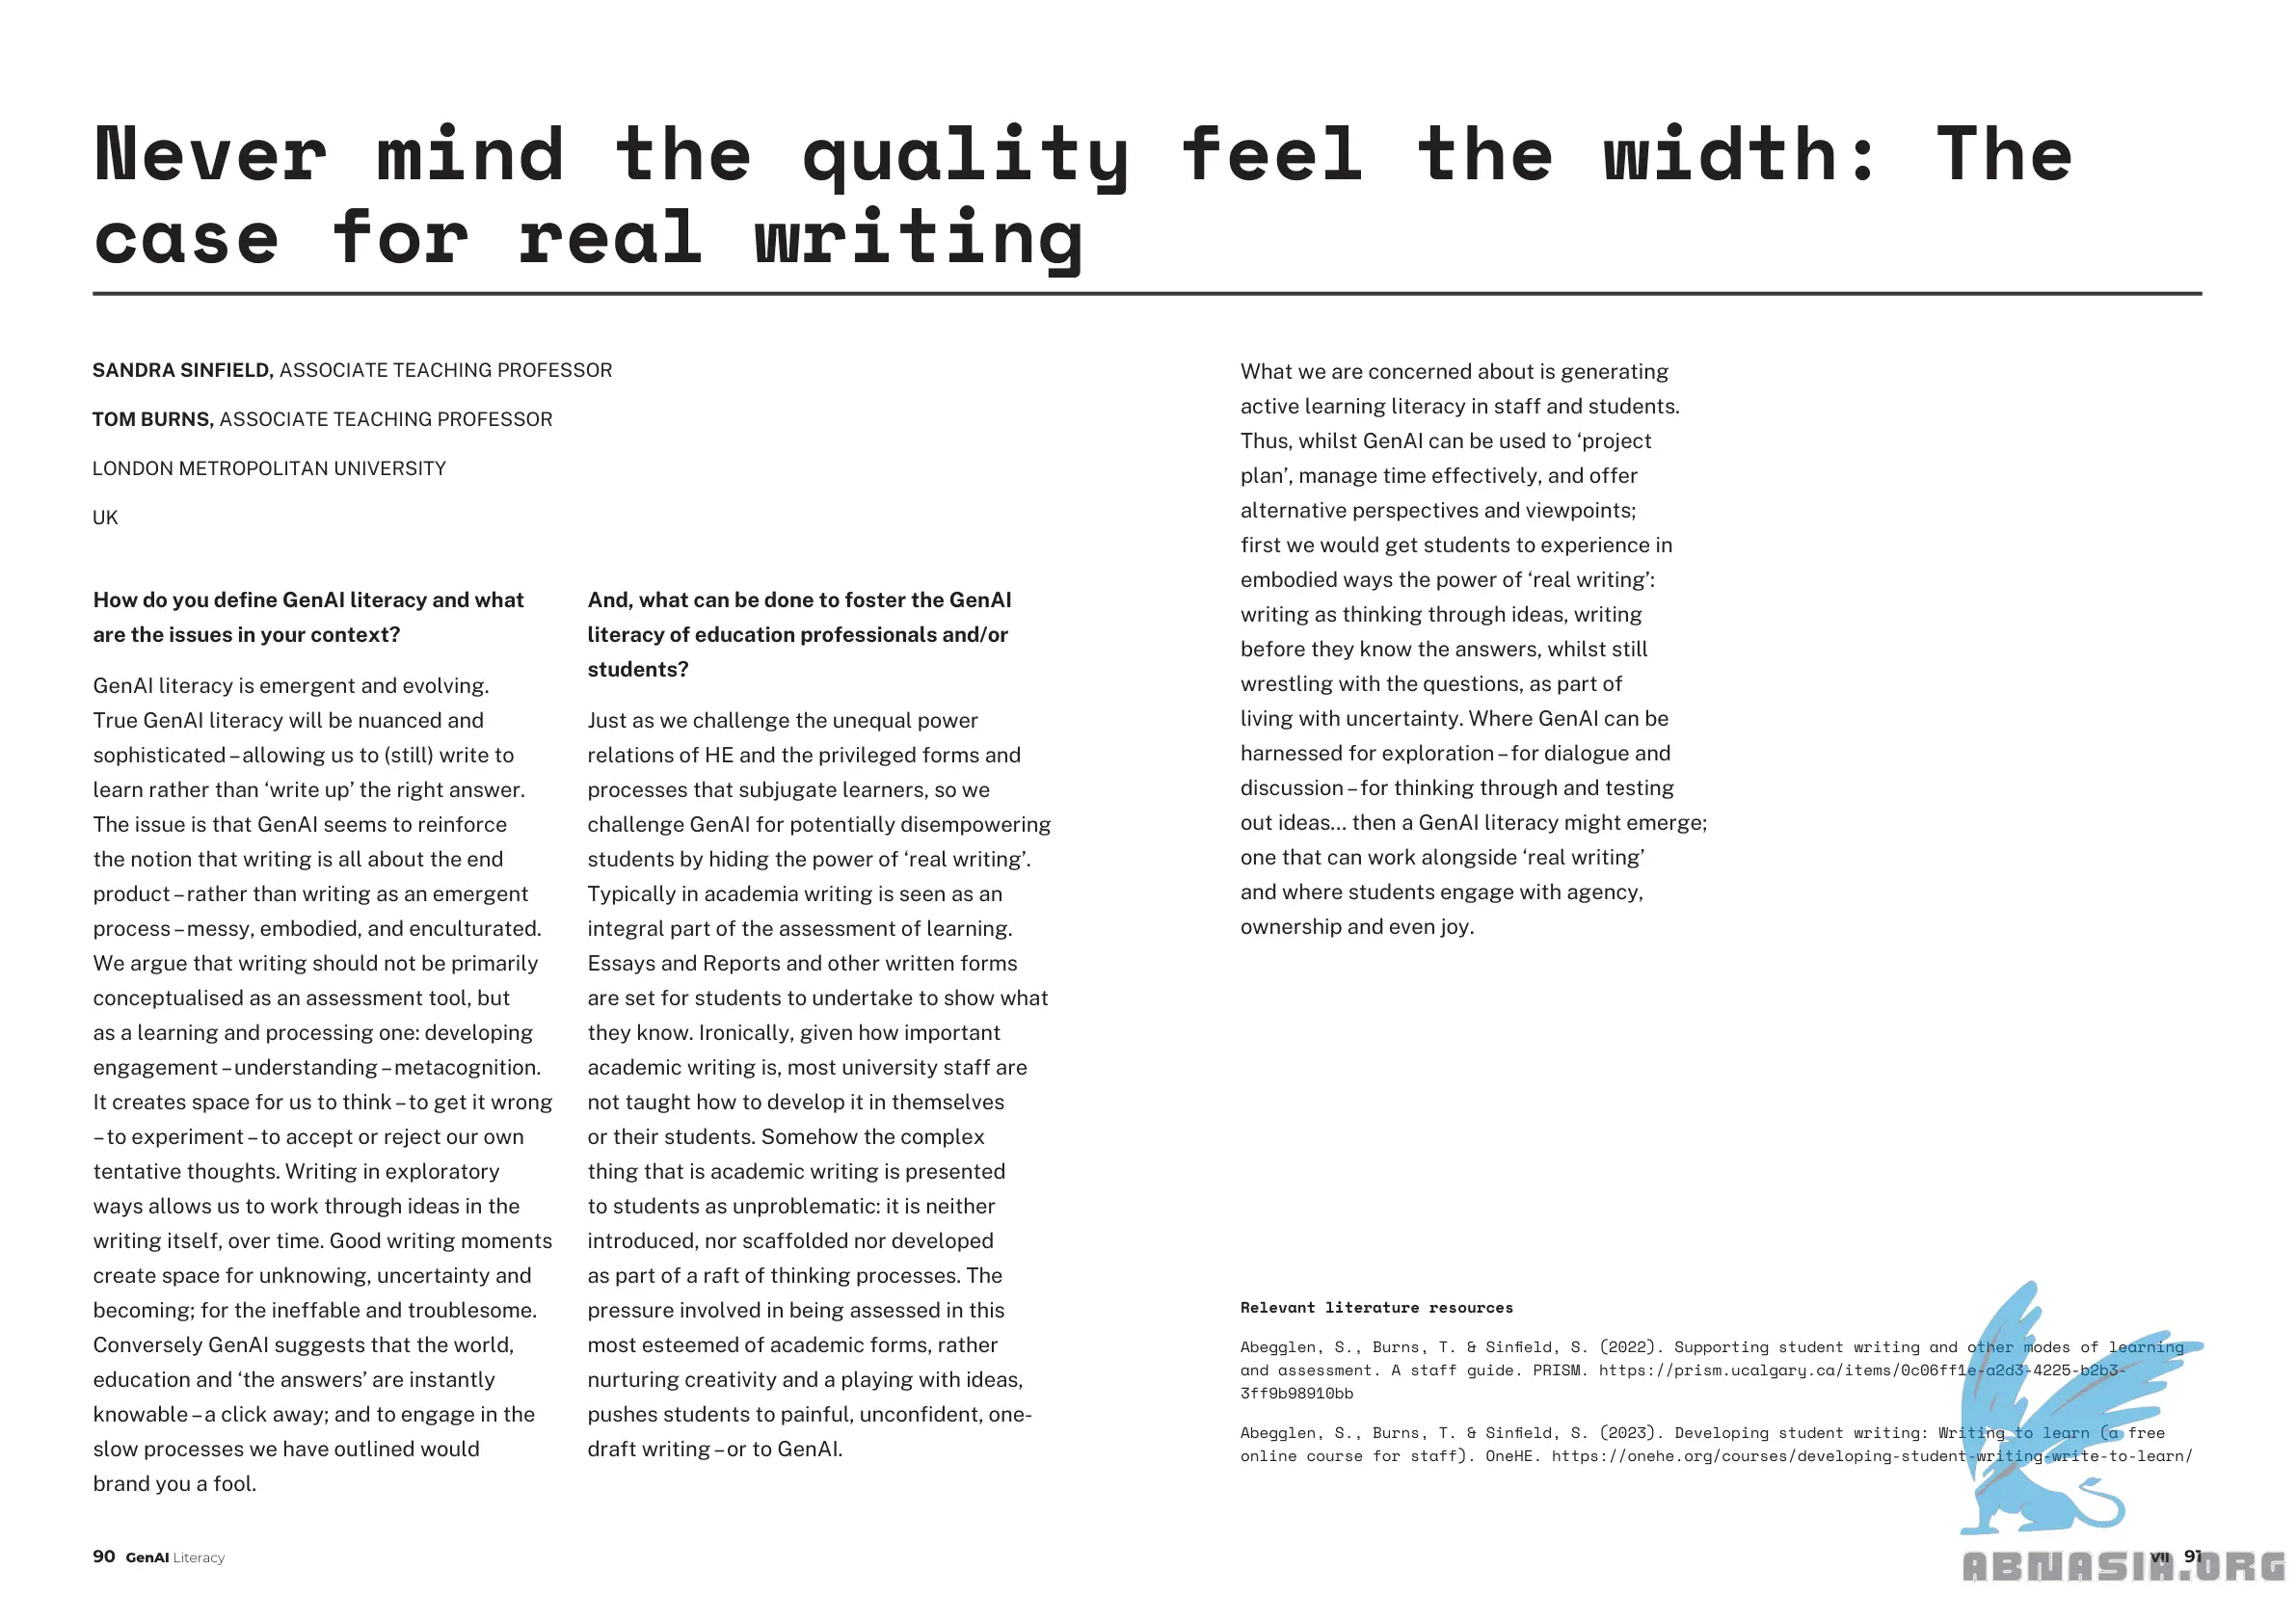 Never mind the quality feel the width: The
case for real writing
SANDRA SINFIELD, ASSOCIATE TEACHING PROFESSOR
TOM BURNS, ASSOCIATE TEACHING PROFESSOR
LONDON METROPOLITAN UNIVERSITY
UK
How do you define GenAI literacy and what
are the issues in your context?
GenAI literacy is emergent and evolving.
True GenAI literacy will be nuanced and
sophisticated – allowing us to (still) write to
learn rather than ‘write up’ the right answer.
The issue is that GenAI seems to reinforce
the notion that writing is all about the end
product – rather than writing as an emergent
process – messy, embodied, and enculturated.
We argue that writing should not be primarily
conceptualised as an assessment tool, but
as a learning and processing one: developing
engagement – understanding – metacognition.
It creates space for us to think – to get it wrong
– to experiment – to accept or reject our own
tentative thoughts. Writing in exploratory
ways allows us to work through ideas in the
writing itself, over time. Good writing moments
create space for unknowing, uncertainty and
becoming; for the ineffable and troublesome.
Conversely GenAI suggests that the world,
education and ‘the answers’ are instantly
knowable – a click away; and to engage in the
slow processes we have outlined would
brand you a fool.
And, what can be done to foster the GenAI
literacy of education professionals and/or
students?
Just as we challenge the unequal power
relations of HE and the privileged forms and
processes that subjugate learners, so we
challenge GenAI for potentially disempowering
students by hiding the power of ‘real writing’.
Typically in academia writing is seen as an
integral part of the assessment of learning.
Essays and Reports and other written forms
are set for students to undertake to show what
they know. Ironically, given how important
academic writing is, most university staff are
not taught how to develop it in themselves
or their students. Somehow the complex
thing that is academic writing is presented
to students as unproblematic: it is neither
introduced, nor scaffolded nor developed
as part of a raft of thinking processes. The
pressure involved in being assessed in this
most esteemed of academic forms, rather
nurturing creativity and a playing with ideas,
pushes students to painful, unconfident, one-
draft writing – or to GenAI.
What we are concerned about is generating
active learning literacy in staff and students.
Thus, whilst GenAI can be used to ‘project
plan’, manage time effectively, and offer
alternative perspectives and viewpoints;
first we would get students to experience in
embodied ways the power of ‘real writing’:
writing as thinking through ideas, writing
before they know the answers, whilst still
wrestling with the questions, as part of
living with uncertainty. Where GenAI can be
harnessed for exploration – for dialogue and
discussion – for thinking through and testing
out ideas... then a GenAI literacy might emerge;
one that can work alongside ‘real writing’
and where students engage with agency,
ownership and even joy.
Relevant literature resources
Abegglen, S., Burns, T. & Sinfield, S. (2022). Supporting student writing and other modes of learning
and assessment. A staff guide. PRISM. https://prism.ucalgary.ca/items/0c06ff1e-a2d3-4225-b2b3-
3ff9b98910bb
Abegglen, S., Burns, T. & Sinfield, S. (2023). Developing student writing: Writing to learn (a free
online course for staff). OneHE. https://onehe.org/courses/developing-student-writing-write-to-learn/
90 GenAI Literacy
VII 91
ABNASIA.ORG